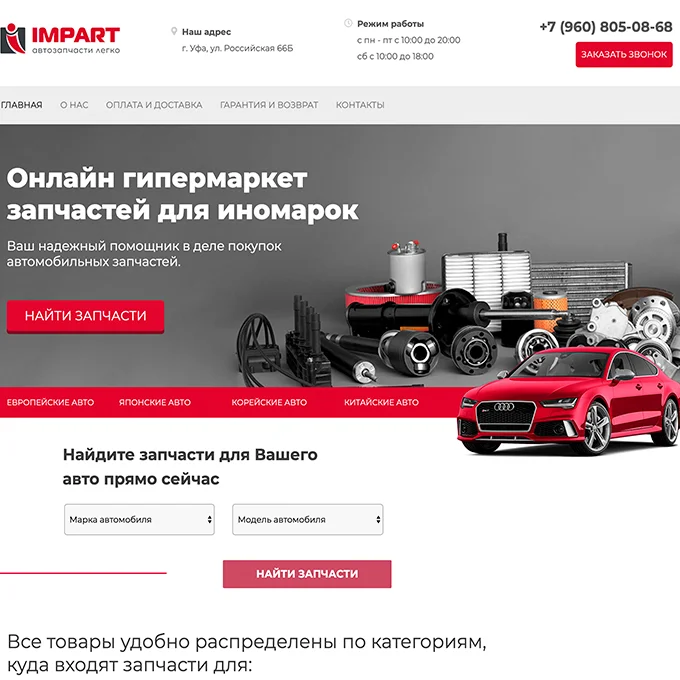 IMPART
автозапчасти легко
Наш адрес
г. Уфа, ул. Российская 66Б
Режим работы
с пн - пт с 10:00 до 20:00
сб с 10:00 до 18:00
+7 (960) 805-08-68
ЗАКАЗАТЬ ЗВОНОК
ГЛАВНАЯ О НАС ОПЛАТА И ДОСТАВКА ГАРАНТИЯ И ВОЗВРАТ КОНТАКТЫ
Онлайн гипермаркет
запчастей для иномарок
Ваш надежный помощник в деле покупок
автомобильных запчастей.
НАЙТИ ЗАПЧАСТИ
ЕВРОПЕЙСКИЕ АВТО ЯПОНСКИЕ АВТО КОРЕЙСКИЕ АВТО КИТАЙСКИЕ АВТО
Найдите запчасти для Вашего
авто прямо сейчас
Марка автомобиля Модель автомобиля
НАЙТИ ЗАПЧАСТИ
Все товары удобно распределены по категориям,
куда входят запчасти для: